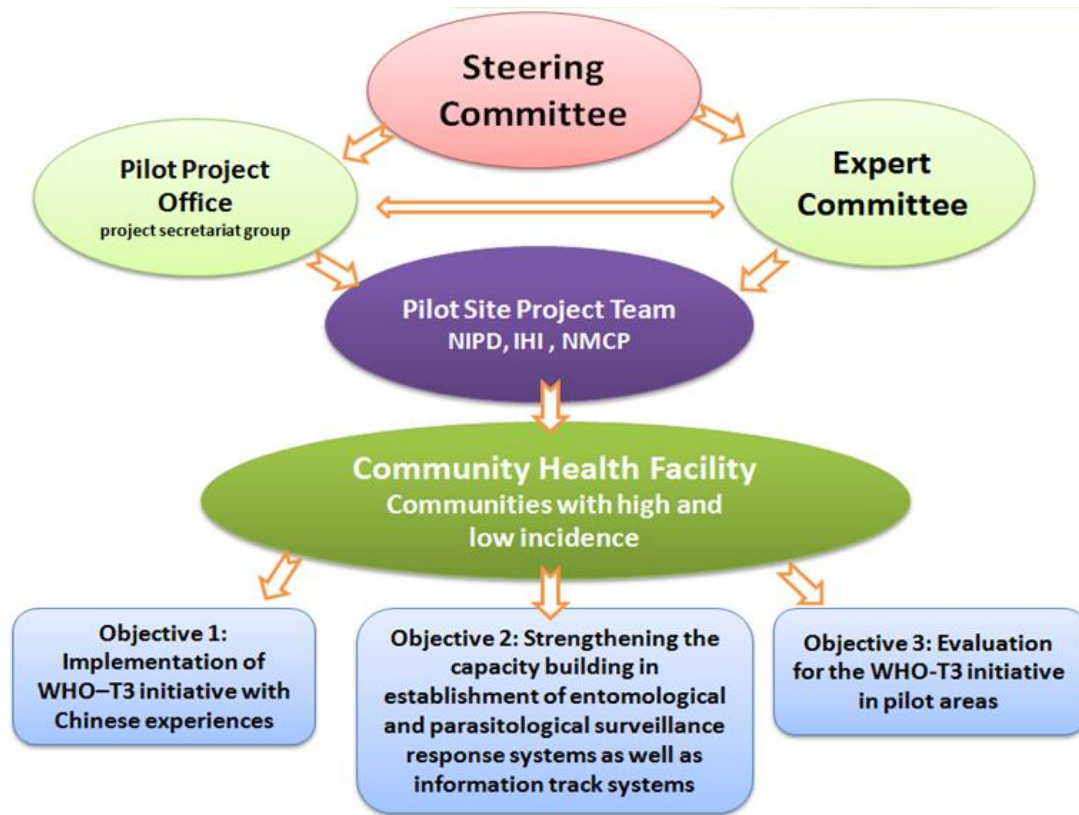 Steering
Committee
Pilot Project
Office
project secretariat group
Expert
Committee
Pilot Site Project Team
NIPD, IHI , NMCP
Community Health Facility
Communities with high and
low incidence
Objective 1:
Implementation of
WHO–T3 initiative with
Chinese experiences
Objective 2: Strengthening the
capacity building in
establishment of entomological
and parasitological surveillance
response systems as well as
information track systems
Objective 3: Evaluation
for the WHO-T3 initiative
in pilot areas